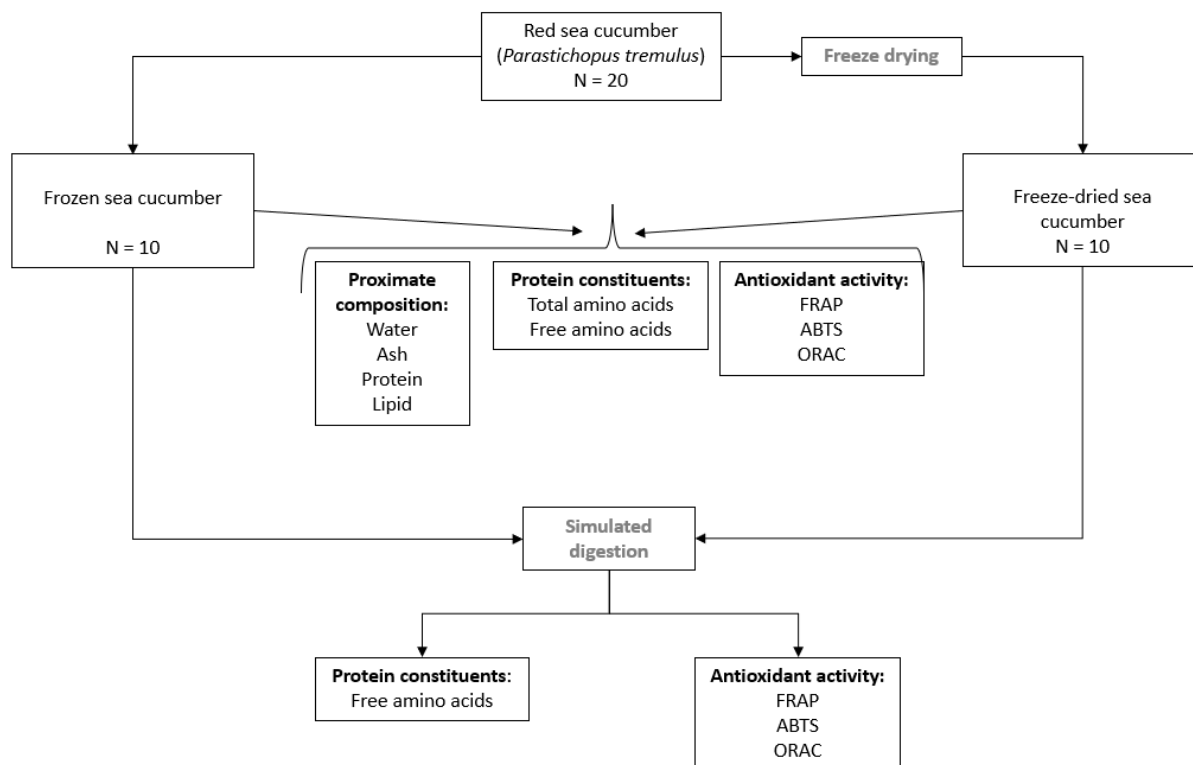 Red sea cucumber
(Parastichopus tremulus)
N = 20
Freeze drying
Frozen sea cucumber
N = 10
Freeze-dried sea
cucumber
N = 10
Proximate
composition:
Water
Ash
Protein
Lipid
Protein constituents:
Total amino acids
Free amino acids
Antioxidant activity:
FRAP
ABTS
ORAC
Simulated
digestion
Protein constituents:
Free amino acids
Antioxidant activity:
FRAP
ABTS
ORAC